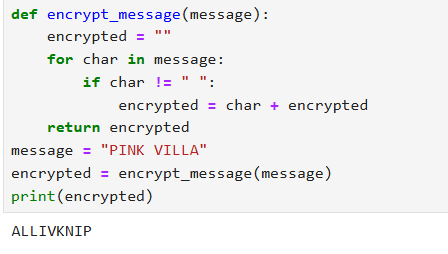 def encrypt_message(message):
    encrypted = ""
    for char in message:
        if char != " ":
            encrypted = char + encrypted
    return encrypted
message = "PINK VILLA"
encrypted = encrypt_message(message)
print(encrypted)
ALLIVKNIP